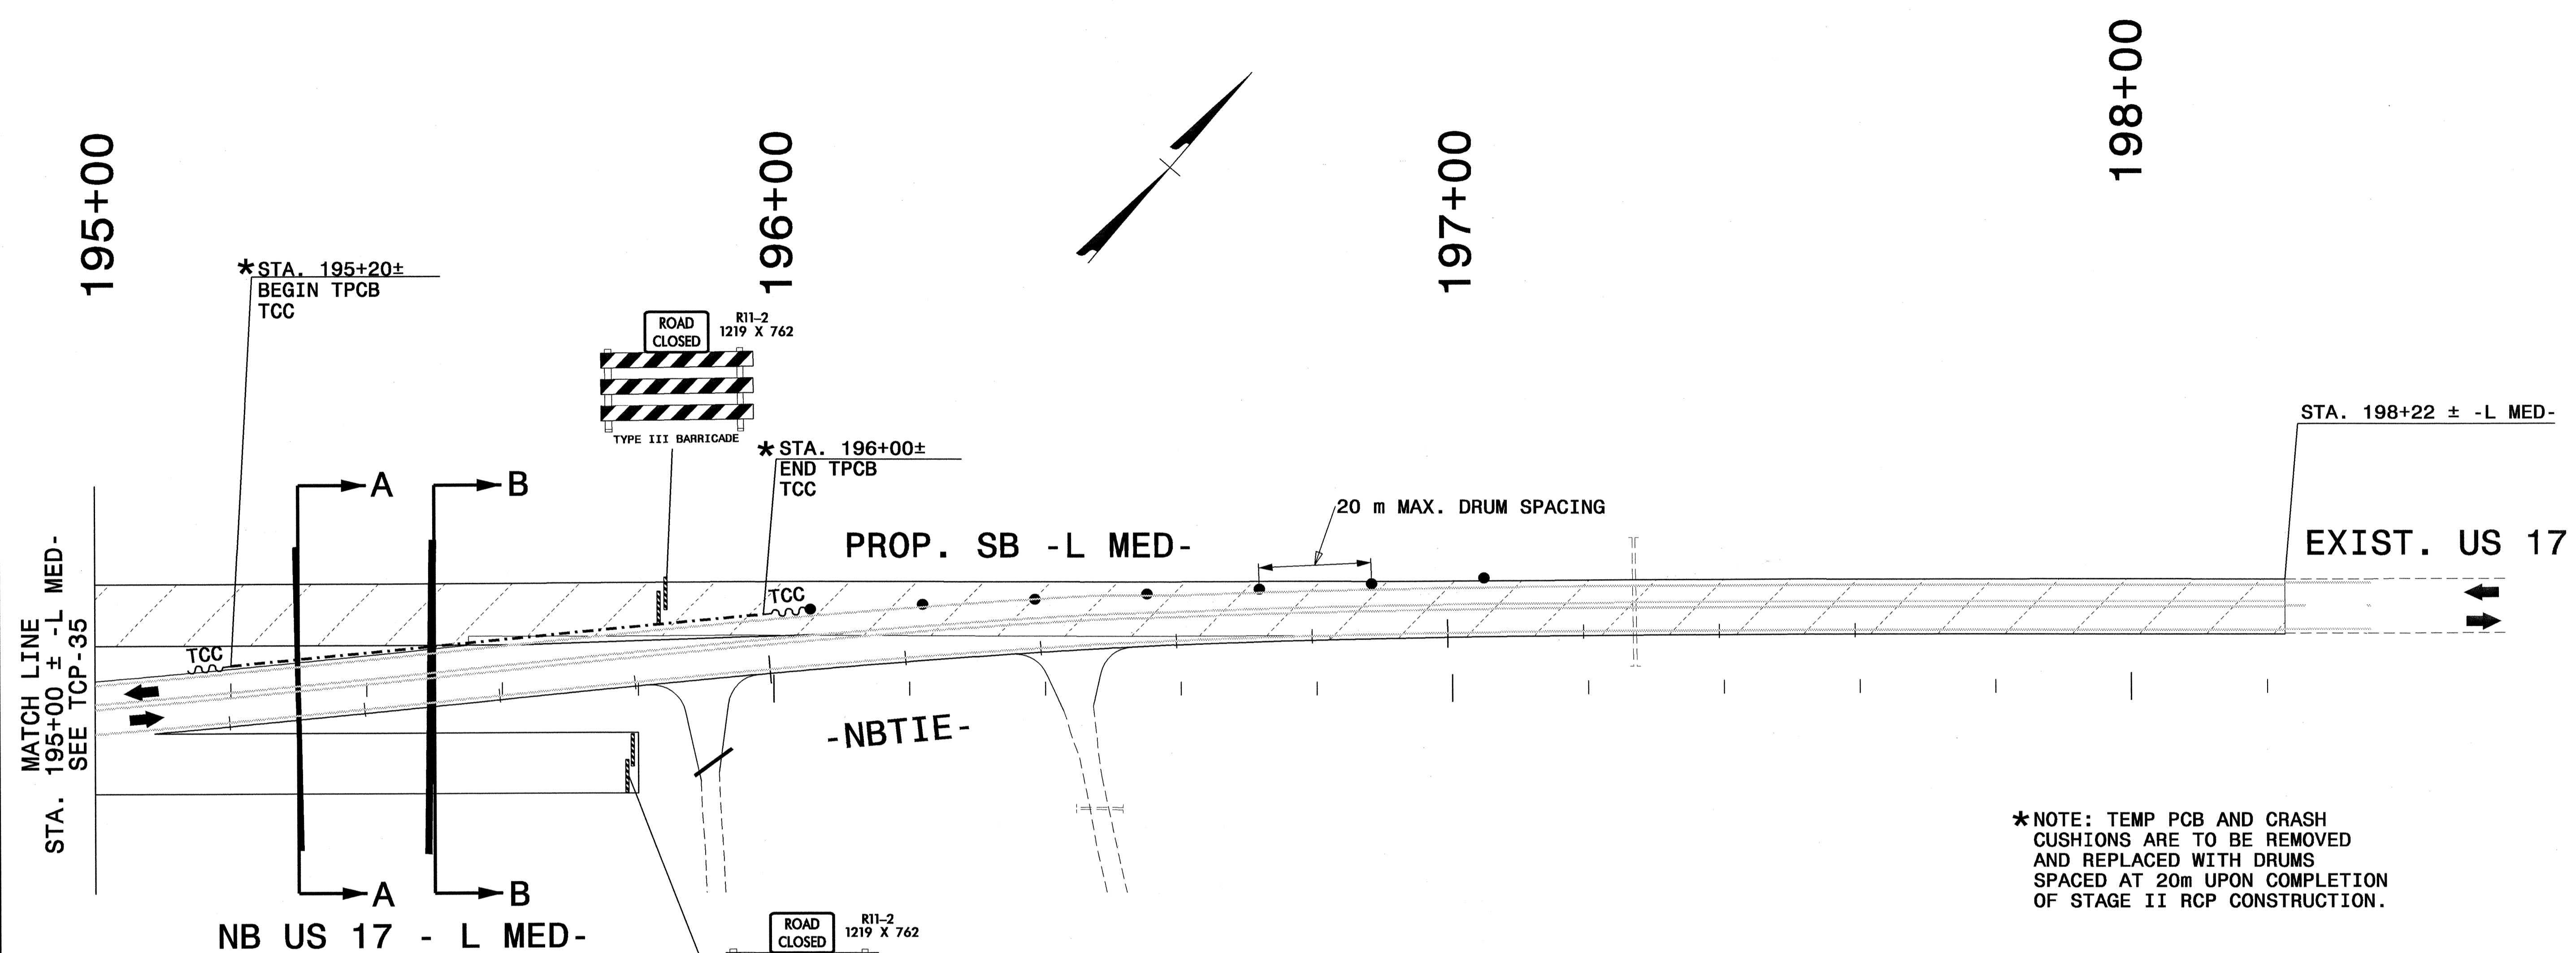 195+00
196+00
197+00
198+00
*STA. 195+20±
BEGIN TPCB
TCC
ROAD
CLOSED
R11-2
1219 X 762
TYPE III BARRICADE
*STA. 196+00±
END TPCB
TCC
STA. 198+22 ± -L MED-
A
B
20 m MAX. DRUM SPACING
PROP. SB -L MED-
EXIST. US 17
TCC
TCC
MATCH LINE
STA. 195+00 ± -L MED-
SEE TCP-35
-NBTIE-
*NOTE: TEMP PCB AND CRASH
CUSHIONS ARE TO BE REMOVED
AND REPLACED WITH DRUMS
SPACED AT 20m UPON COMPLETION
OF STAGE II RCP CONSTRUCTION.
A
B
NB US 17 - L MED-
ROAD
CLOSED
R11-2
1219 X 762